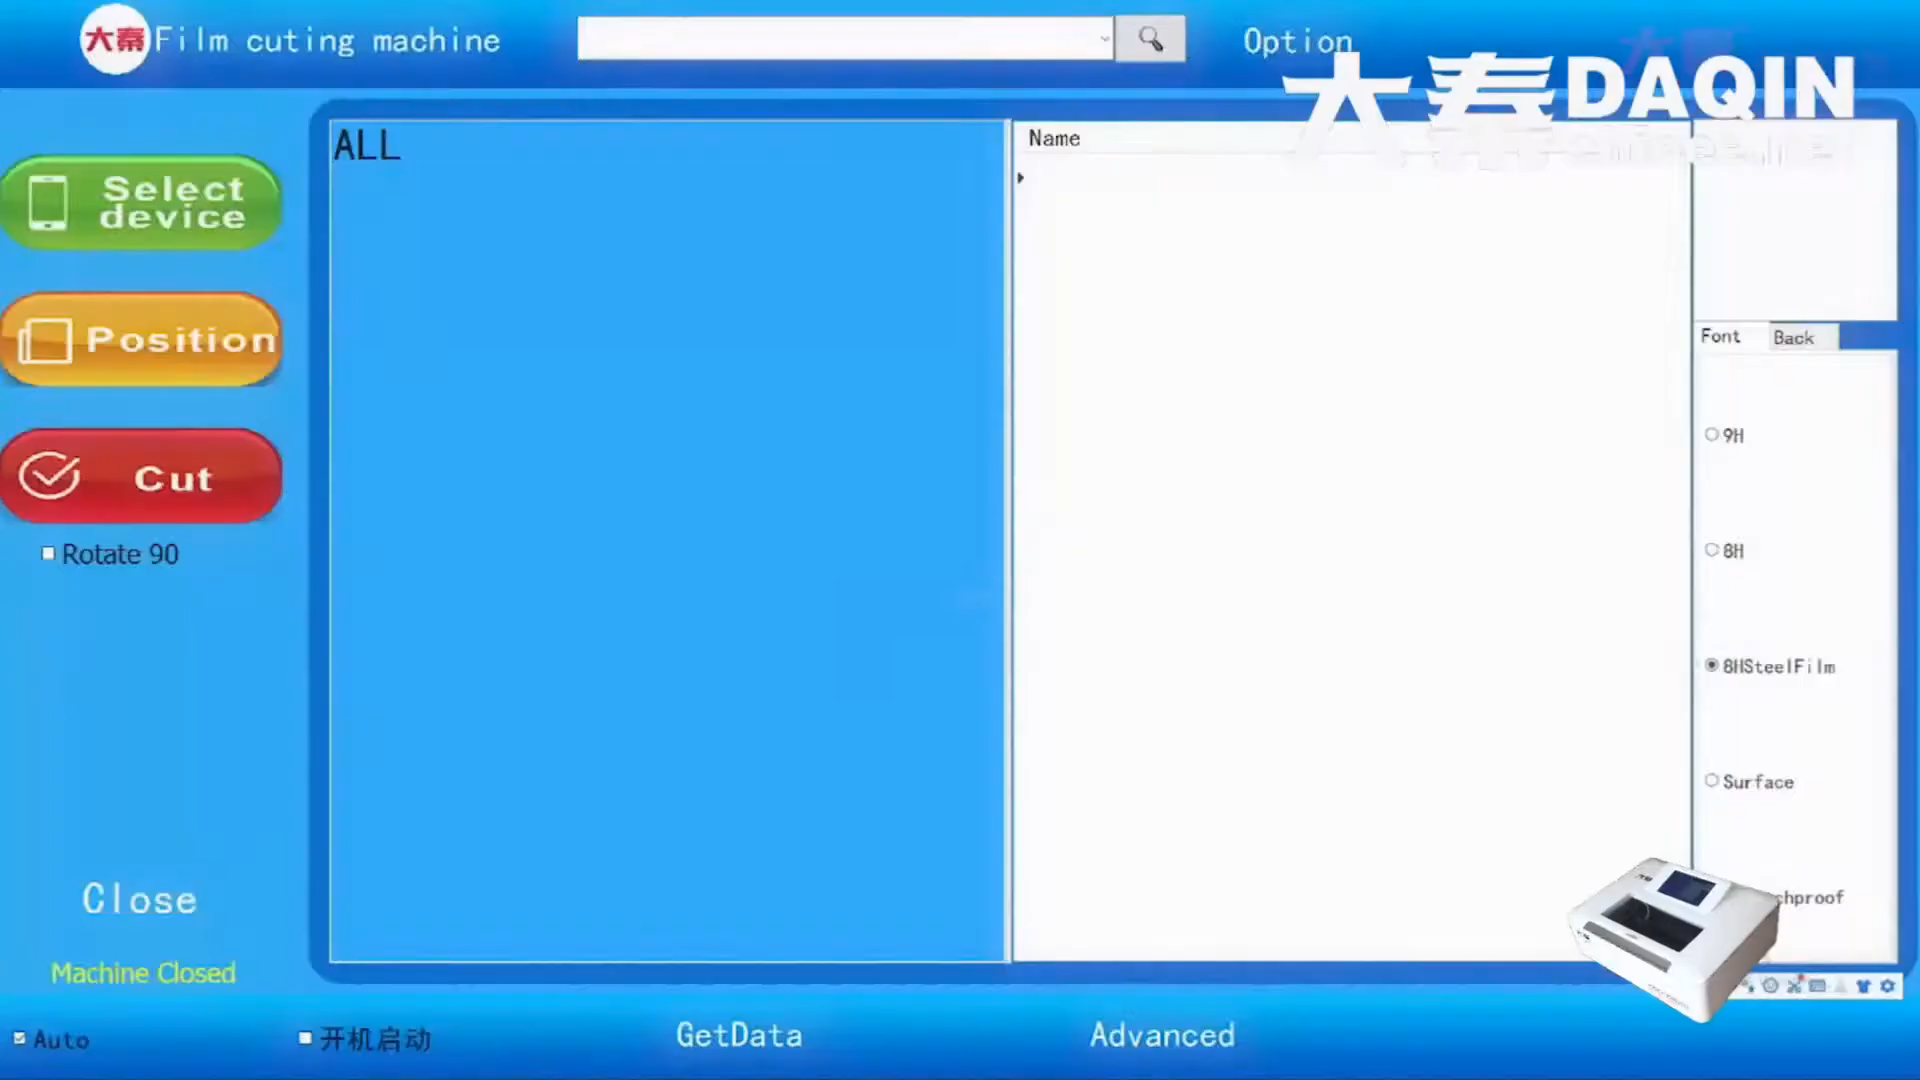 大秦 Film cuting machine
Option
大秦DAQIN
ALL
Name
Select
device
Position
Cut
Rotate 90
Font
Back
9H
8H
8HSteelFilm
Surface
Close
Machine Closed
Auto
开机启动
GetData
Advanced